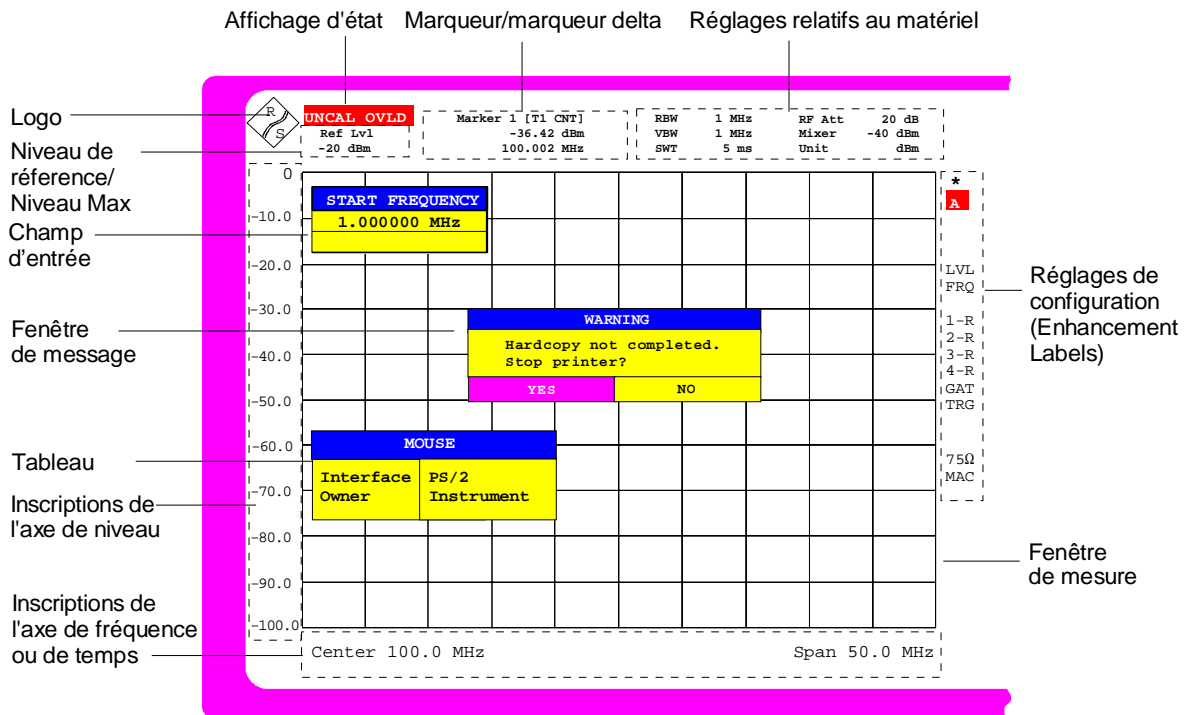 Affichage d'état
Marqueur/marqueur delta
Réglages relatifs au matériel
Logo
Niveau de
réference/
Niveau Max
Champ
d'entrée
Fenêtre
de message
Tableau
Inscriptions de
l'axe de niveau
Inscriptions de
l'axe de fréquence
ou de temps
R
S
UNCAL OVLD
Ref Lvl
-20 dBm
Marker 1 [T1 CNT]
-36.42 dBm
100.002 MHz
RBW 1 MHz RF Att 20 dB
VBW 1 MHz Mixer -40 dBm
SWT 5 ms Unit dBm
0
-10.0
-20.0
-30.0
-40.0
-50.0
-60.0
-70.0
-80.0
-90.0
-100.0
START FREQUENCY
1.000000 MHz
WARNING
Hardcopy not completed.
Stop printer?
YES NO
MOUSE
Interface PS/2
Owner Instrument
*
A
LVL
FRQ
1-R
2-R
3-R
4-R
GAT
TRG
75Ω
MAC
Réglages de
configuration
(Enhancement
Labels)
Fenêtre
de mesure
Center 100.0 MHz Span 50.0 MHz